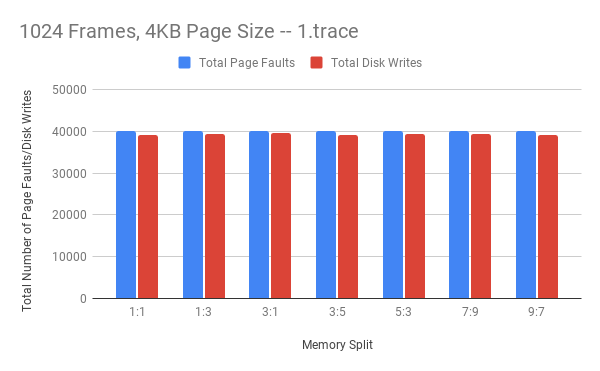 1024 Frames, 4KB Page Size -- 1.trace
Total Page Faults
Total Disk Writes
Total Number of Page Faults/Disk Writes
50000
40000
30000
20000
10000
0
1:1
1:3
3:1
3:5
5:3
7:9
9:7
Memory Split